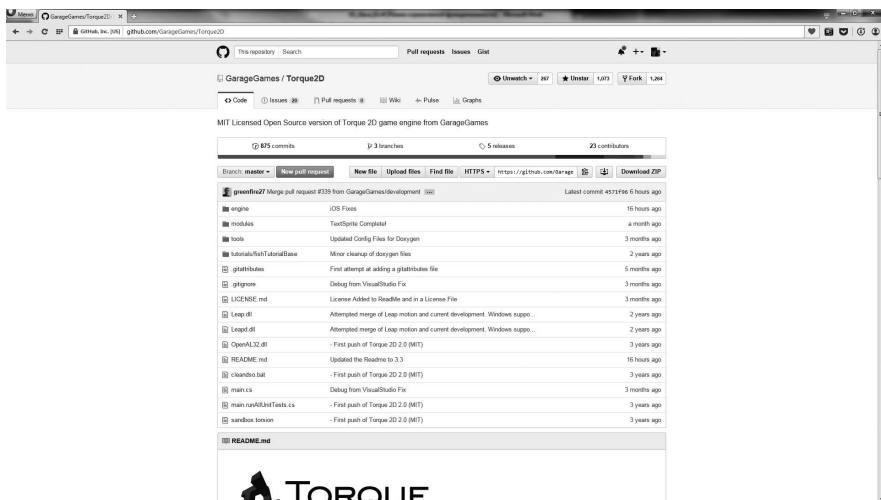 Меню GarageGames/Torque2D:
GitHub, Inc. [US] github.com/GarageGames/Torque2D
This repository Search Pull requests Issues Gist
GarageGames / Torque2D Unwatch 267 Unstar 1,073 Fork 1,264
Code Issues 20 Pull requests 0 Wiki Pulse Graphs
MIT Licensed Open Source version of Torque 2D game engine from GarageGames
875 commits 3 branches 5 releases 23 contributors
Branch: master New pull request New file Upload files Find file HTTPS https://github.com/Garage Download ZIP
greenfire27 Merge pull request #339 from GarageGames/development ... Latest commit 4571f96 6 hours ago
engine iOS Fixes 16 hours ago
modules TextSprite Complete! a month ago
tools Updated Config Files for Doxygen 3 months ago
tutorials/fishTutorialBase Minor cleanup of doxygen files 2 years ago
.gitattributes First attempt at adding a gitattributes file 5 months ago
.gitignore Debug from VisualStudio Fix 3 months ago
LICENSE.md License Added to ReadMe and in a License File 3 months ago
Leap.dll Attempted merge of Leap motion and current development. Windows suppo... 2 years ago
Leapd.dll Attempted merge of Leap motion and current development. Windows suppo... 2 years ago
OpenAL32.dll - First push of Torque 2D 2.0 (MIT) 3 years ago
README.md Updated the Readme to 3.3 16 hours ago
cleandso.bat - First push of Torque 2D 2.0 (MIT) 3 years ago
main.cs Debug from VisualStudio Fix 3 months ago
main.runAllUnitTests.cs - First push of Torque 2D 2.0 (MIT) 3 years ago
sandbox.torsion - First push of Torque 2D 2.0 (MIT) 3 years ago
README.md
TORQUE